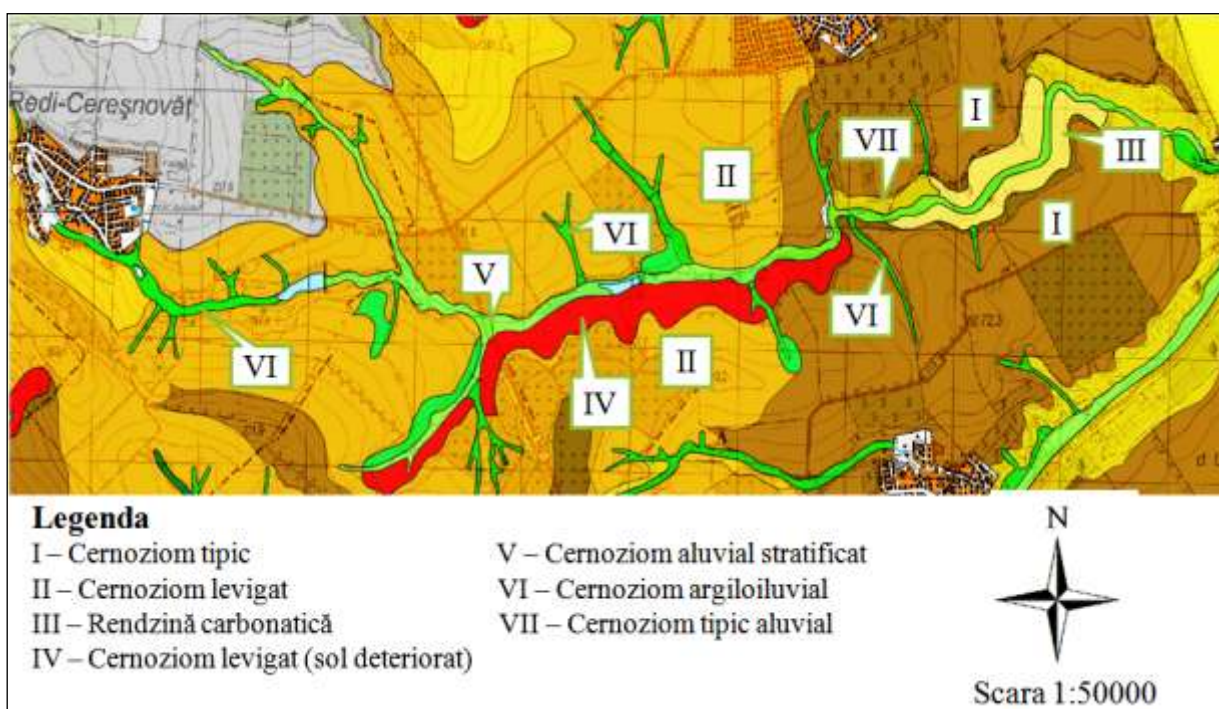 Redi-Cereşnovăţ
I
VII
III
II
VI
I
V
VI
VI
II
IV
Legenda
I – Cernoziom tipic
II – Cernoziom levigat
III – Rendzină carbonatică
IV – Cernoziom levigat (sol deteriorat)
V – Cernoziom aluvial stratificat
VI – Cernoziom argiloiluvial
VII – Cernoziom tipic aluvial
N
Scara 1:50000